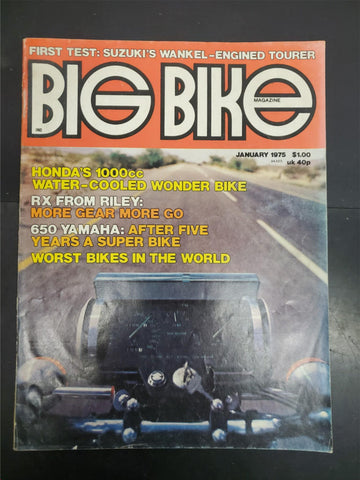 FIRST TEST: SUZUKI'S WANKEL-ENGINED TOURER
BIG BIKE
MAGAZINE
JANUARY 1975 $1.00
uk 40p
HONDA'S 1000cc
WATER-COOLED WONDER BIKE
RX FROM RILEY:
MORE GEAR MORE GO
650 YAMAHA: AFTER FIVE
YEARS A SUPER BIKE
WORST BIKES IN THE WORLD